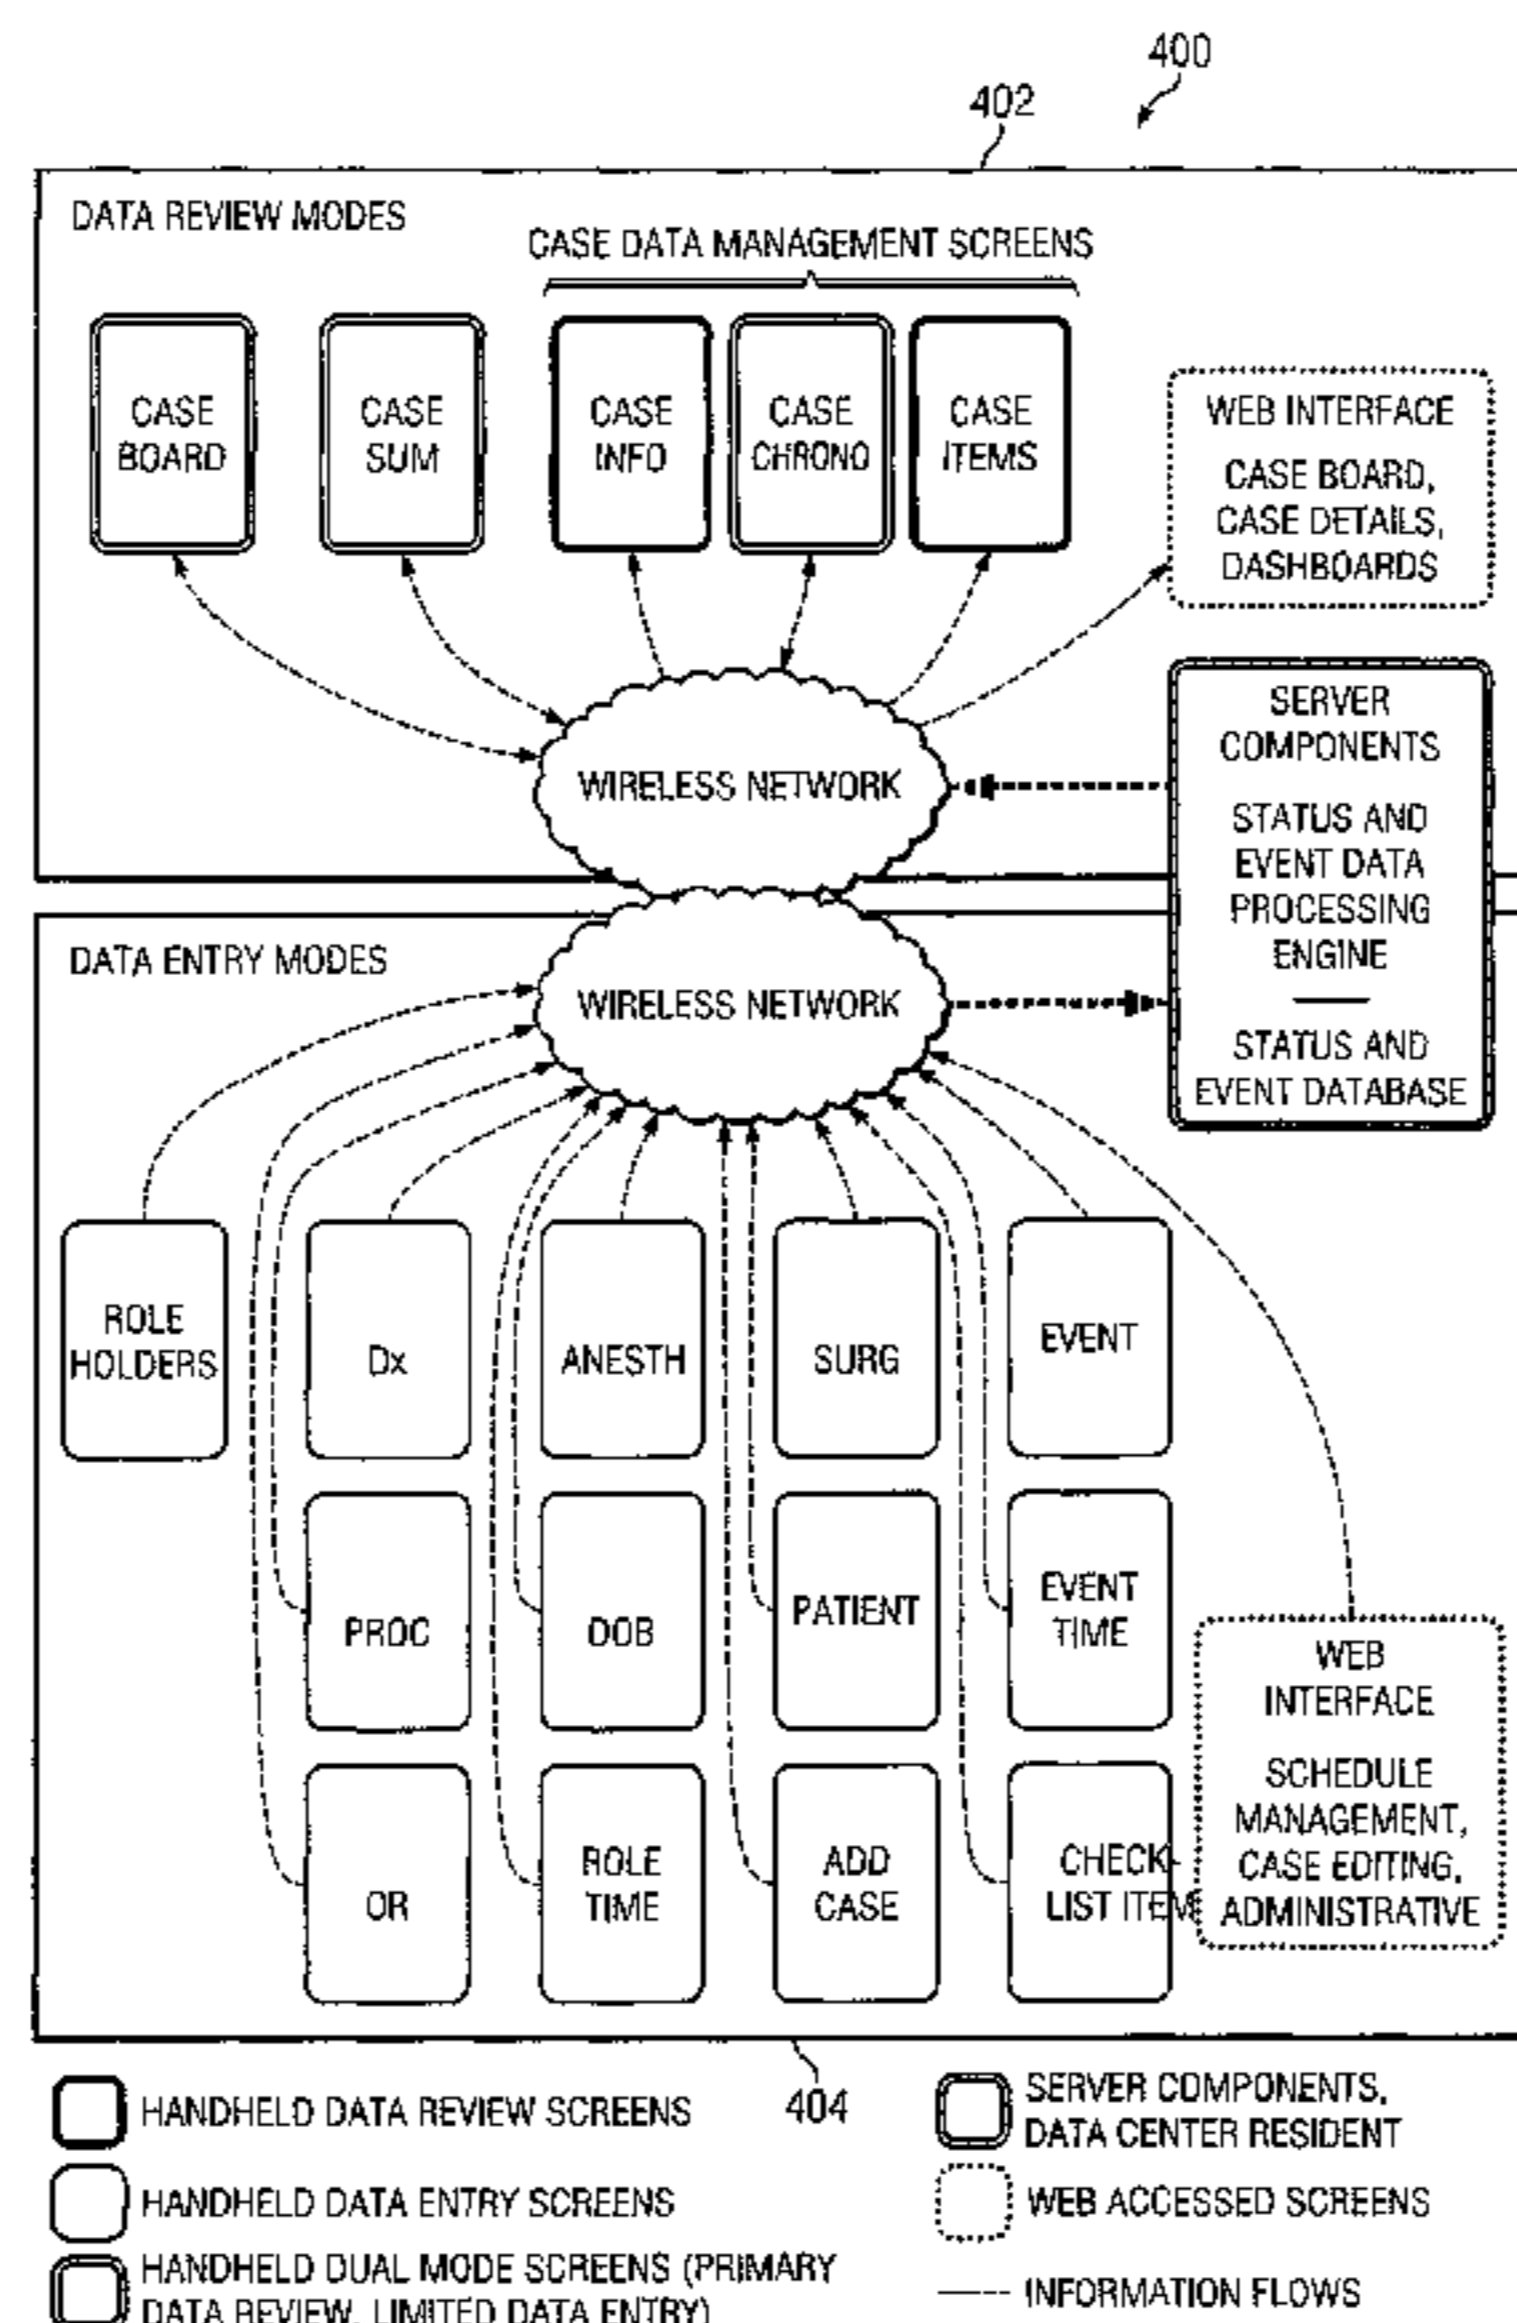 400
402
DATA REVIEW MODES
CASE DATA MANAGEMENT SCREENS
CASE
BOARD
CASE
SUM
CASE
INFO
CASE
CHRONO
CASE
ITEMS
WEB INTERFACE
CASE BOARD,
CASE DETAILS,
DASHBOARDS
WIRELESS NETWORK
SERVER
COMPONENTS
STATUS AND
EVENT DATA
PROCESSING
ENGINE
STATUS AND
EVENT DATABASE
DATA ENTRY MODES
WIRELESS NETWORK
ROLE
HOLDERS
Dx
ANESTH
SURG
EVENT
PROC
DOB
PATIENT
EVENT
TIME
WEB
INTERFACE
SCHEDULE
MANAGEMENT,
CASE EDITING,
ADMINISTRATIVE
OR
ROLE
TIME
ADD
CASE
CHECK-
LIST ITEM
404
HANDHELD DATA REVIEW SCREENS
HANDHELD DATA ENTRY SCREENS
HANDHELD DUAL MODE SCREENS (PRIMARY
DATA REVIEW, LIMITED DATA ENTRY)
SERVER COMPONENTS,
DATA CENTER RESIDENT
WEB ACCESSED SCREENS
INFORMATION FLOWS